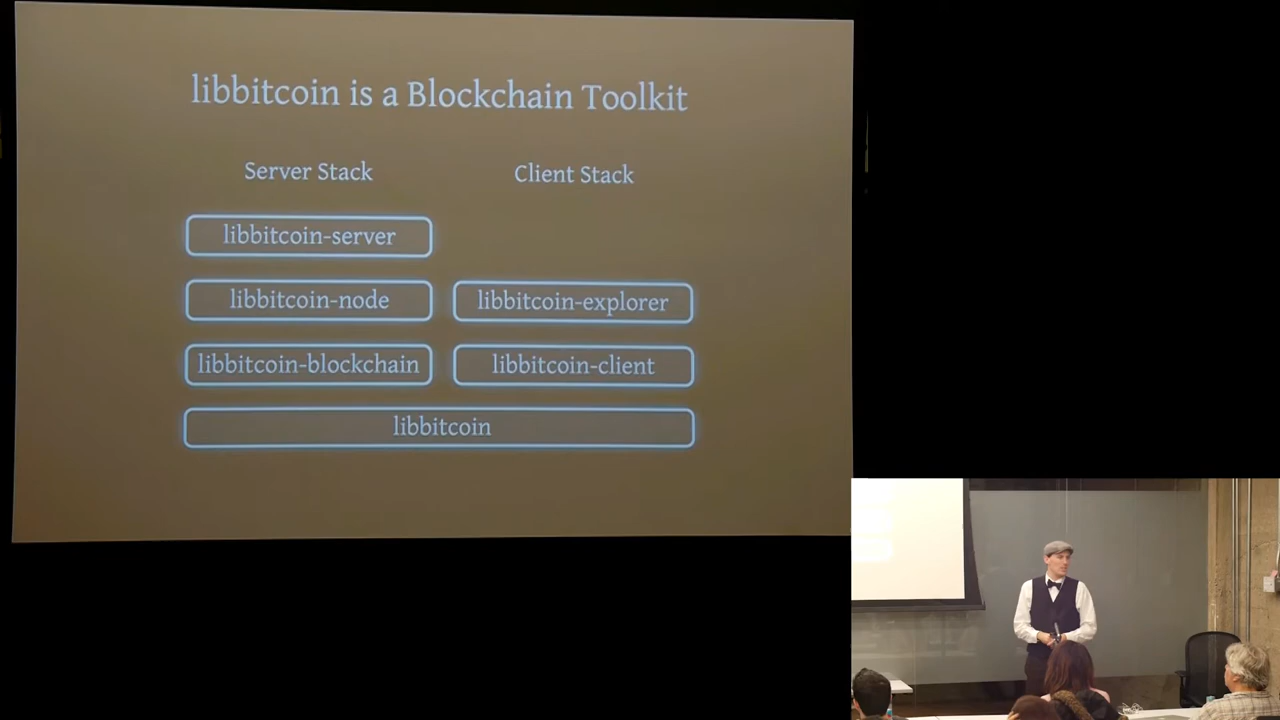 libbitcoin is a Blockchain Toolkit
Server Stack
Client Stack
libbitcoin-server
libbitcoin-node
libbitcoin-explorer
libbitcoin-blockchain
libbitcoin-client
libbitcoin